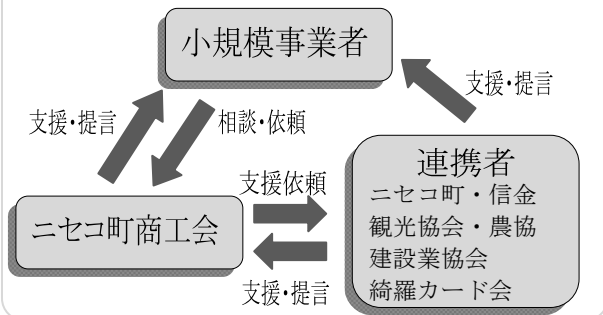 小規模事業者
支援･提言
相談･依頼
支援･提言
ニセコ町商工会
支援依頼
支援･提言
連携者
ニセコ町・信金
観光協会・農協
建設業協会
綺羅カード会